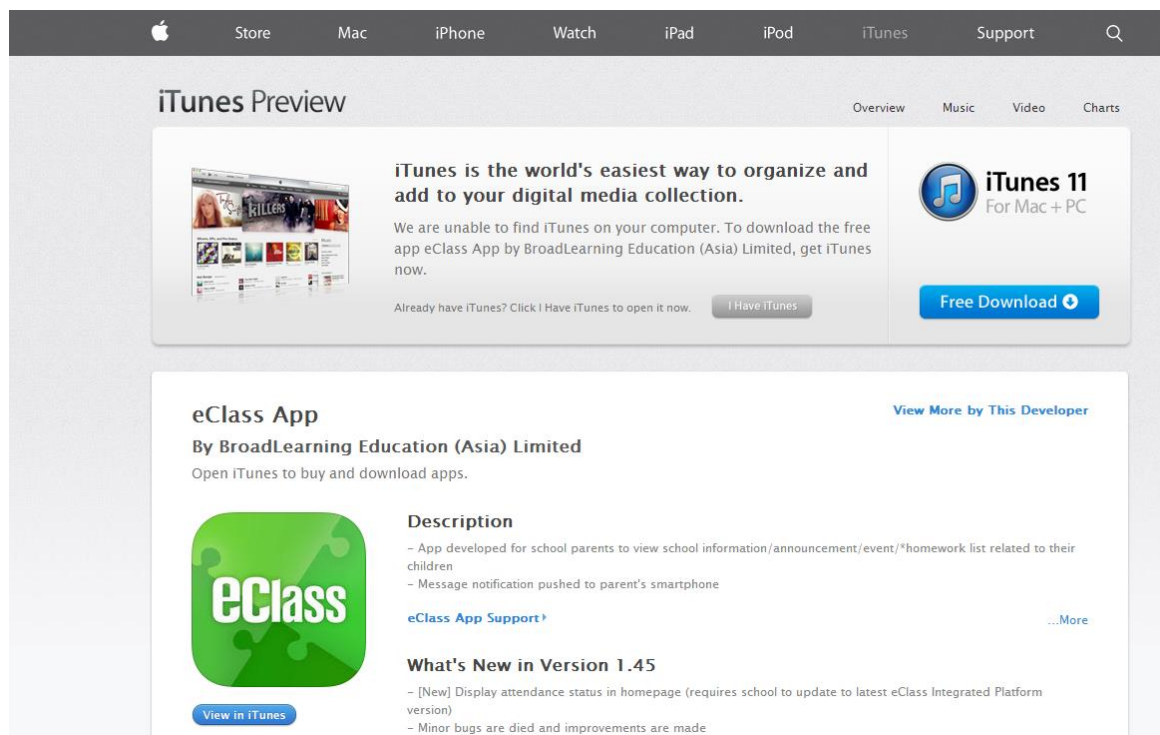 Store Mac iPhone Watch iPad iPod iTunes Support
iTunes Preview
Overview Music Video Charts
iTunes is the world's easiest way to organize and
add to your digital media collection.
We are unable to find iTunes on your computer. To download the free
app eClass App by BroadLearning Education (Asia) Limited, get iTunes
now.
Already have iTunes? Click I Have iTunes to open it now.
I Have iTunes
iTunes 11
For Mac + PC
Free Download
KILLERS
eClass App
View More by This Developer
By BroadLearning Education (Asia) Limited
Open iTunes to buy and download apps.
eClass
View in iTunes
Description
– App developed for school parents to view school information/announcement/event/*homework list related to their
children
– Message notification pushed to parent's smartphone
eClass App Support
...More
What's New in Version 1.45
– [New] Display attendance status in homepage (requires school to update to latest eClass Integrated Platform
version)
– Minor bugs are died and improvements are made